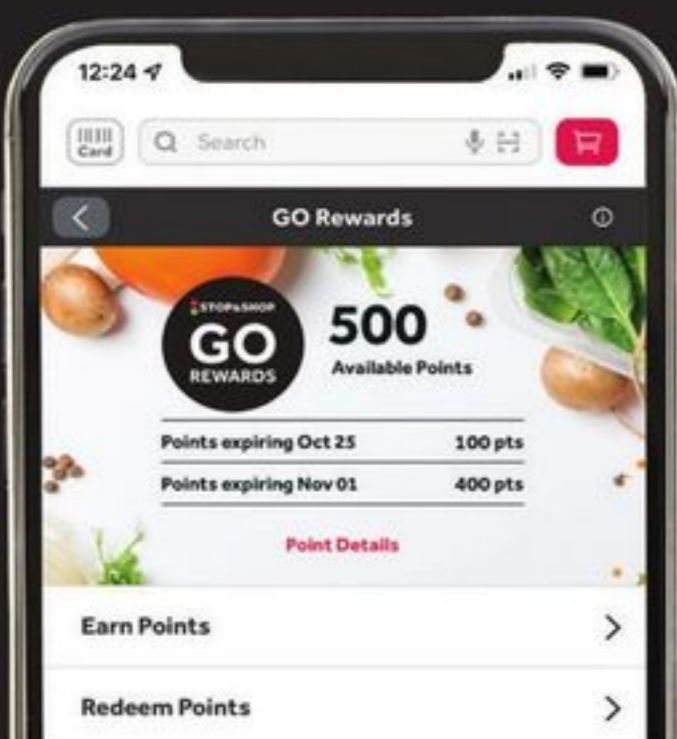 12:24
Card
Search
GO Rewards
STOP&SHOP
GO
REWARDS
500
Available Points
Points expiring Oct 25 100 pts
Points expiring Nov 01 400 pts
Point Details
Earn Points
Redeem Points